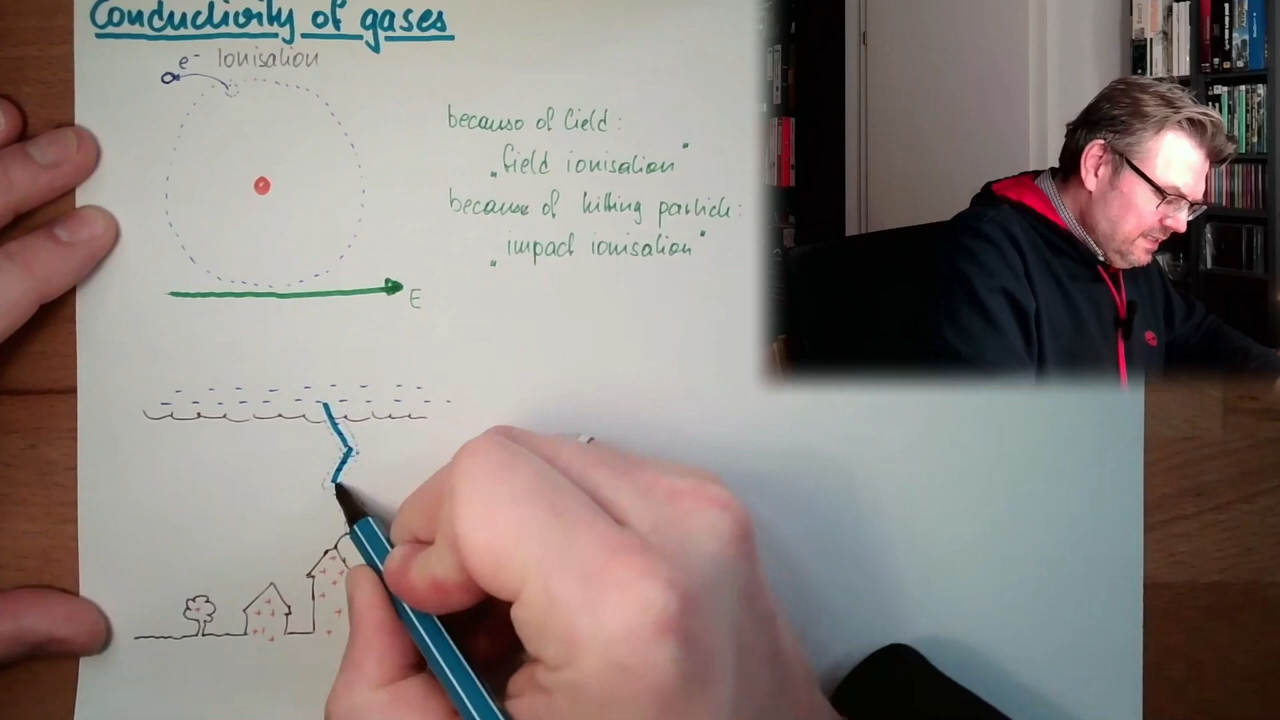 Conductivity of gases
e⁻ Ionisation
because of field:
„field ionisation"
because of hitting particle:
„impact ionisation"
E